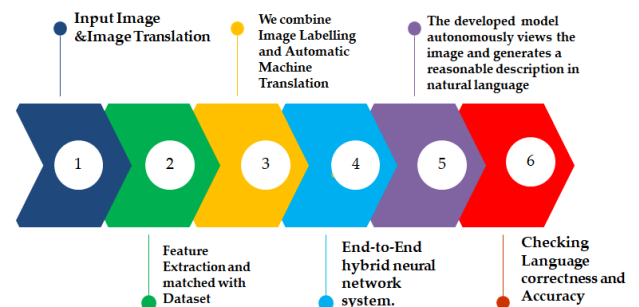 Input Image
&Image Translation
We combine
Image Labelling
and Automatic
Machine
Translation
The developed model
autonomously views the
image and generates a
reasonable description in
natural language
1
2
3
4
5
6
Feature
Extraction and
matched with
Dataset
End-to-End
hybrid neural
network
system.
Checking
Language
correctness and
Accuracy